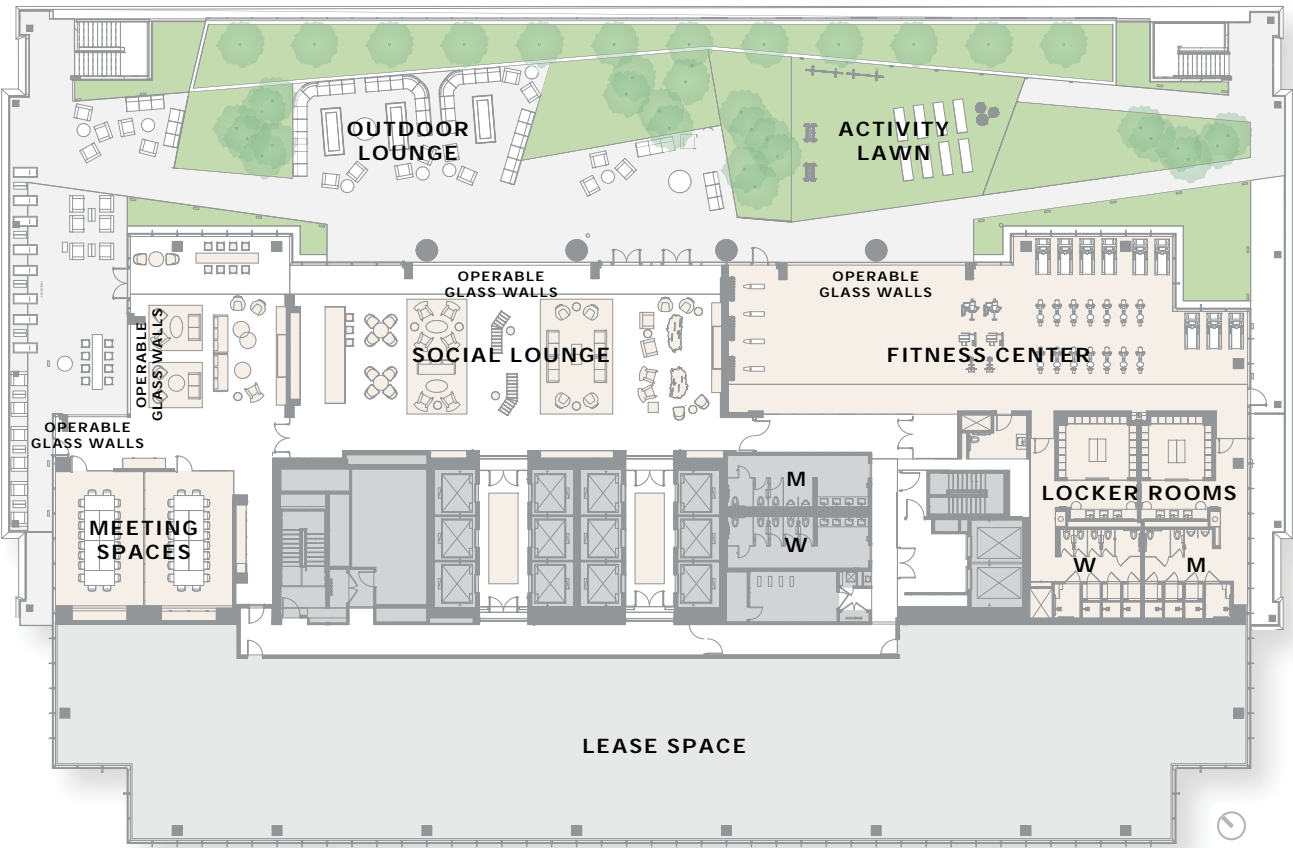 OUTDOOR
LOUNGE
ACTIVITY
LAWN
OPERABLE
GLASS WALLS
OPERABLE
GLASS WALLS
OPERABLE
GLASS WALLS
SOCIAL LOUNGE
FITNESS CENTER
OPERABLE
GLASS WALLS
MEETING
SPACES
M
W
LOCKER ROOMS
W
M
LEASE SPACE